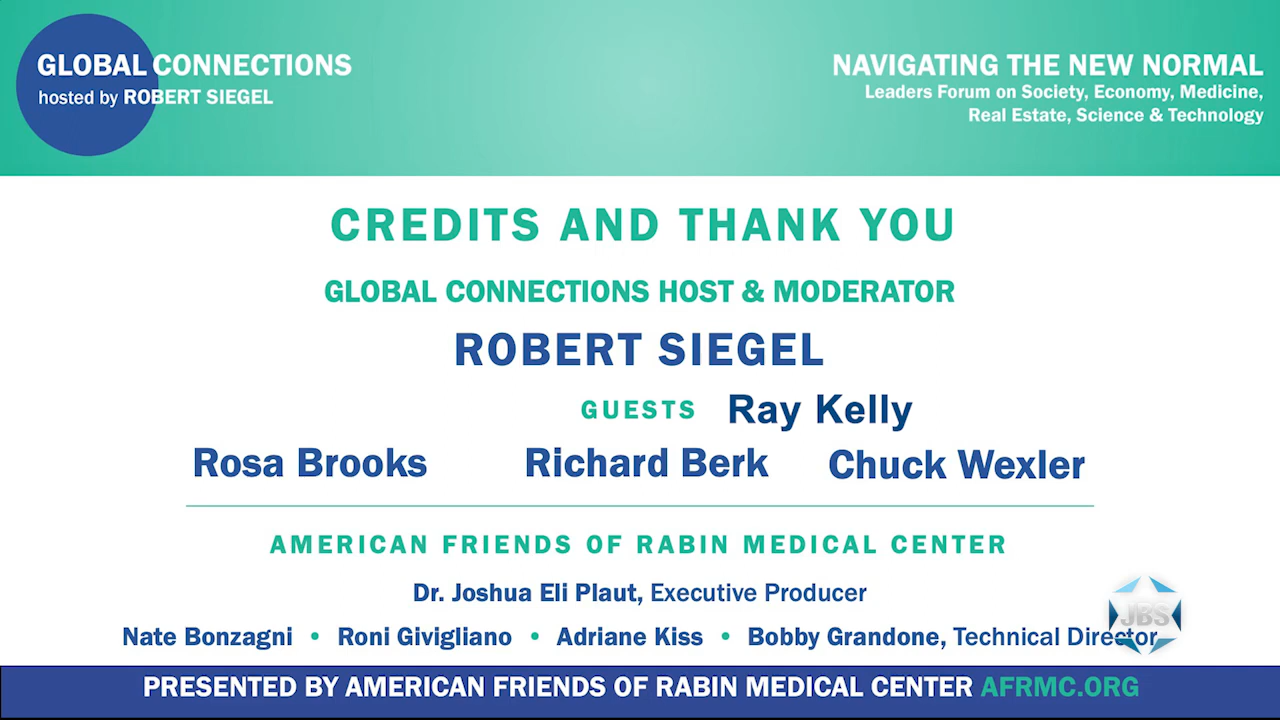 GLOBAL CONNECTIONS
hosted by ROBERT SIEGEL
NAVIGATING THE NEW NORMAL
Leaders Forum on Society, Economy, Medicine,
Real Estate, Science & Technology
CREDITS AND THANK YOU
GLOBAL CONNECTIONS HOST & MODERATOR
ROBERT SIEGEL
GUESTS Ray Kelly
Rosa Brooks Richard Berk Chuck Wexler
AMERICAN FRIENDS OF RABIN MEDICAL CENTER
Dr. Joshua Eli Plaut, Executive Producer
Nate Bonzagni • Roni Givigliano • Adriane Kiss • Bobby Grandone, Technical Director
JBS
PRESENTED BY AMERICAN FRIENDS OF RABIN MEDICAL CENTER AFRMC.ORG